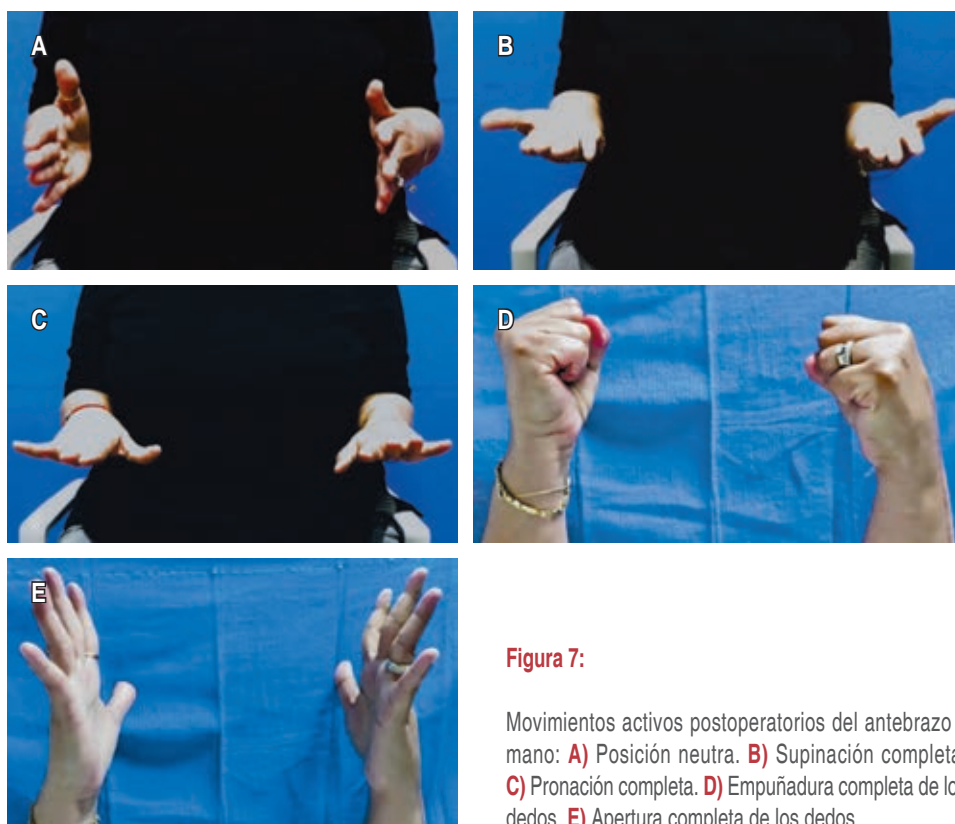 A
B
C
D
E
Figura 7:
Movimientos activos postoperatorios del antebrazo
mano: A) Posición neutra. B) Supinación completa
C) Pronación completa. D) Empuñadura completa de lo
dedos. E) Apertura completa de los dedos.